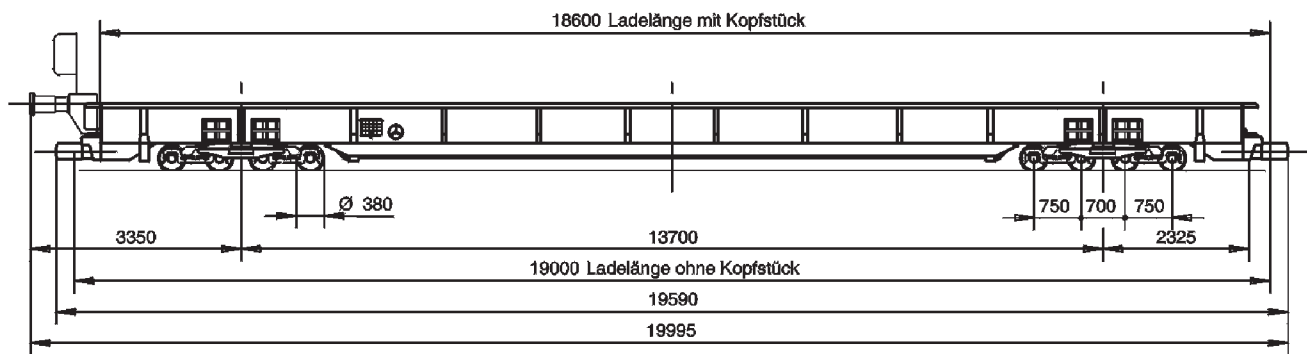 18600 Ladelänge mit Kopfstück
Ø 380
750 700 750
3350 13700 2325
19000 Ladelänge ohne Kopfstück
19590
19995